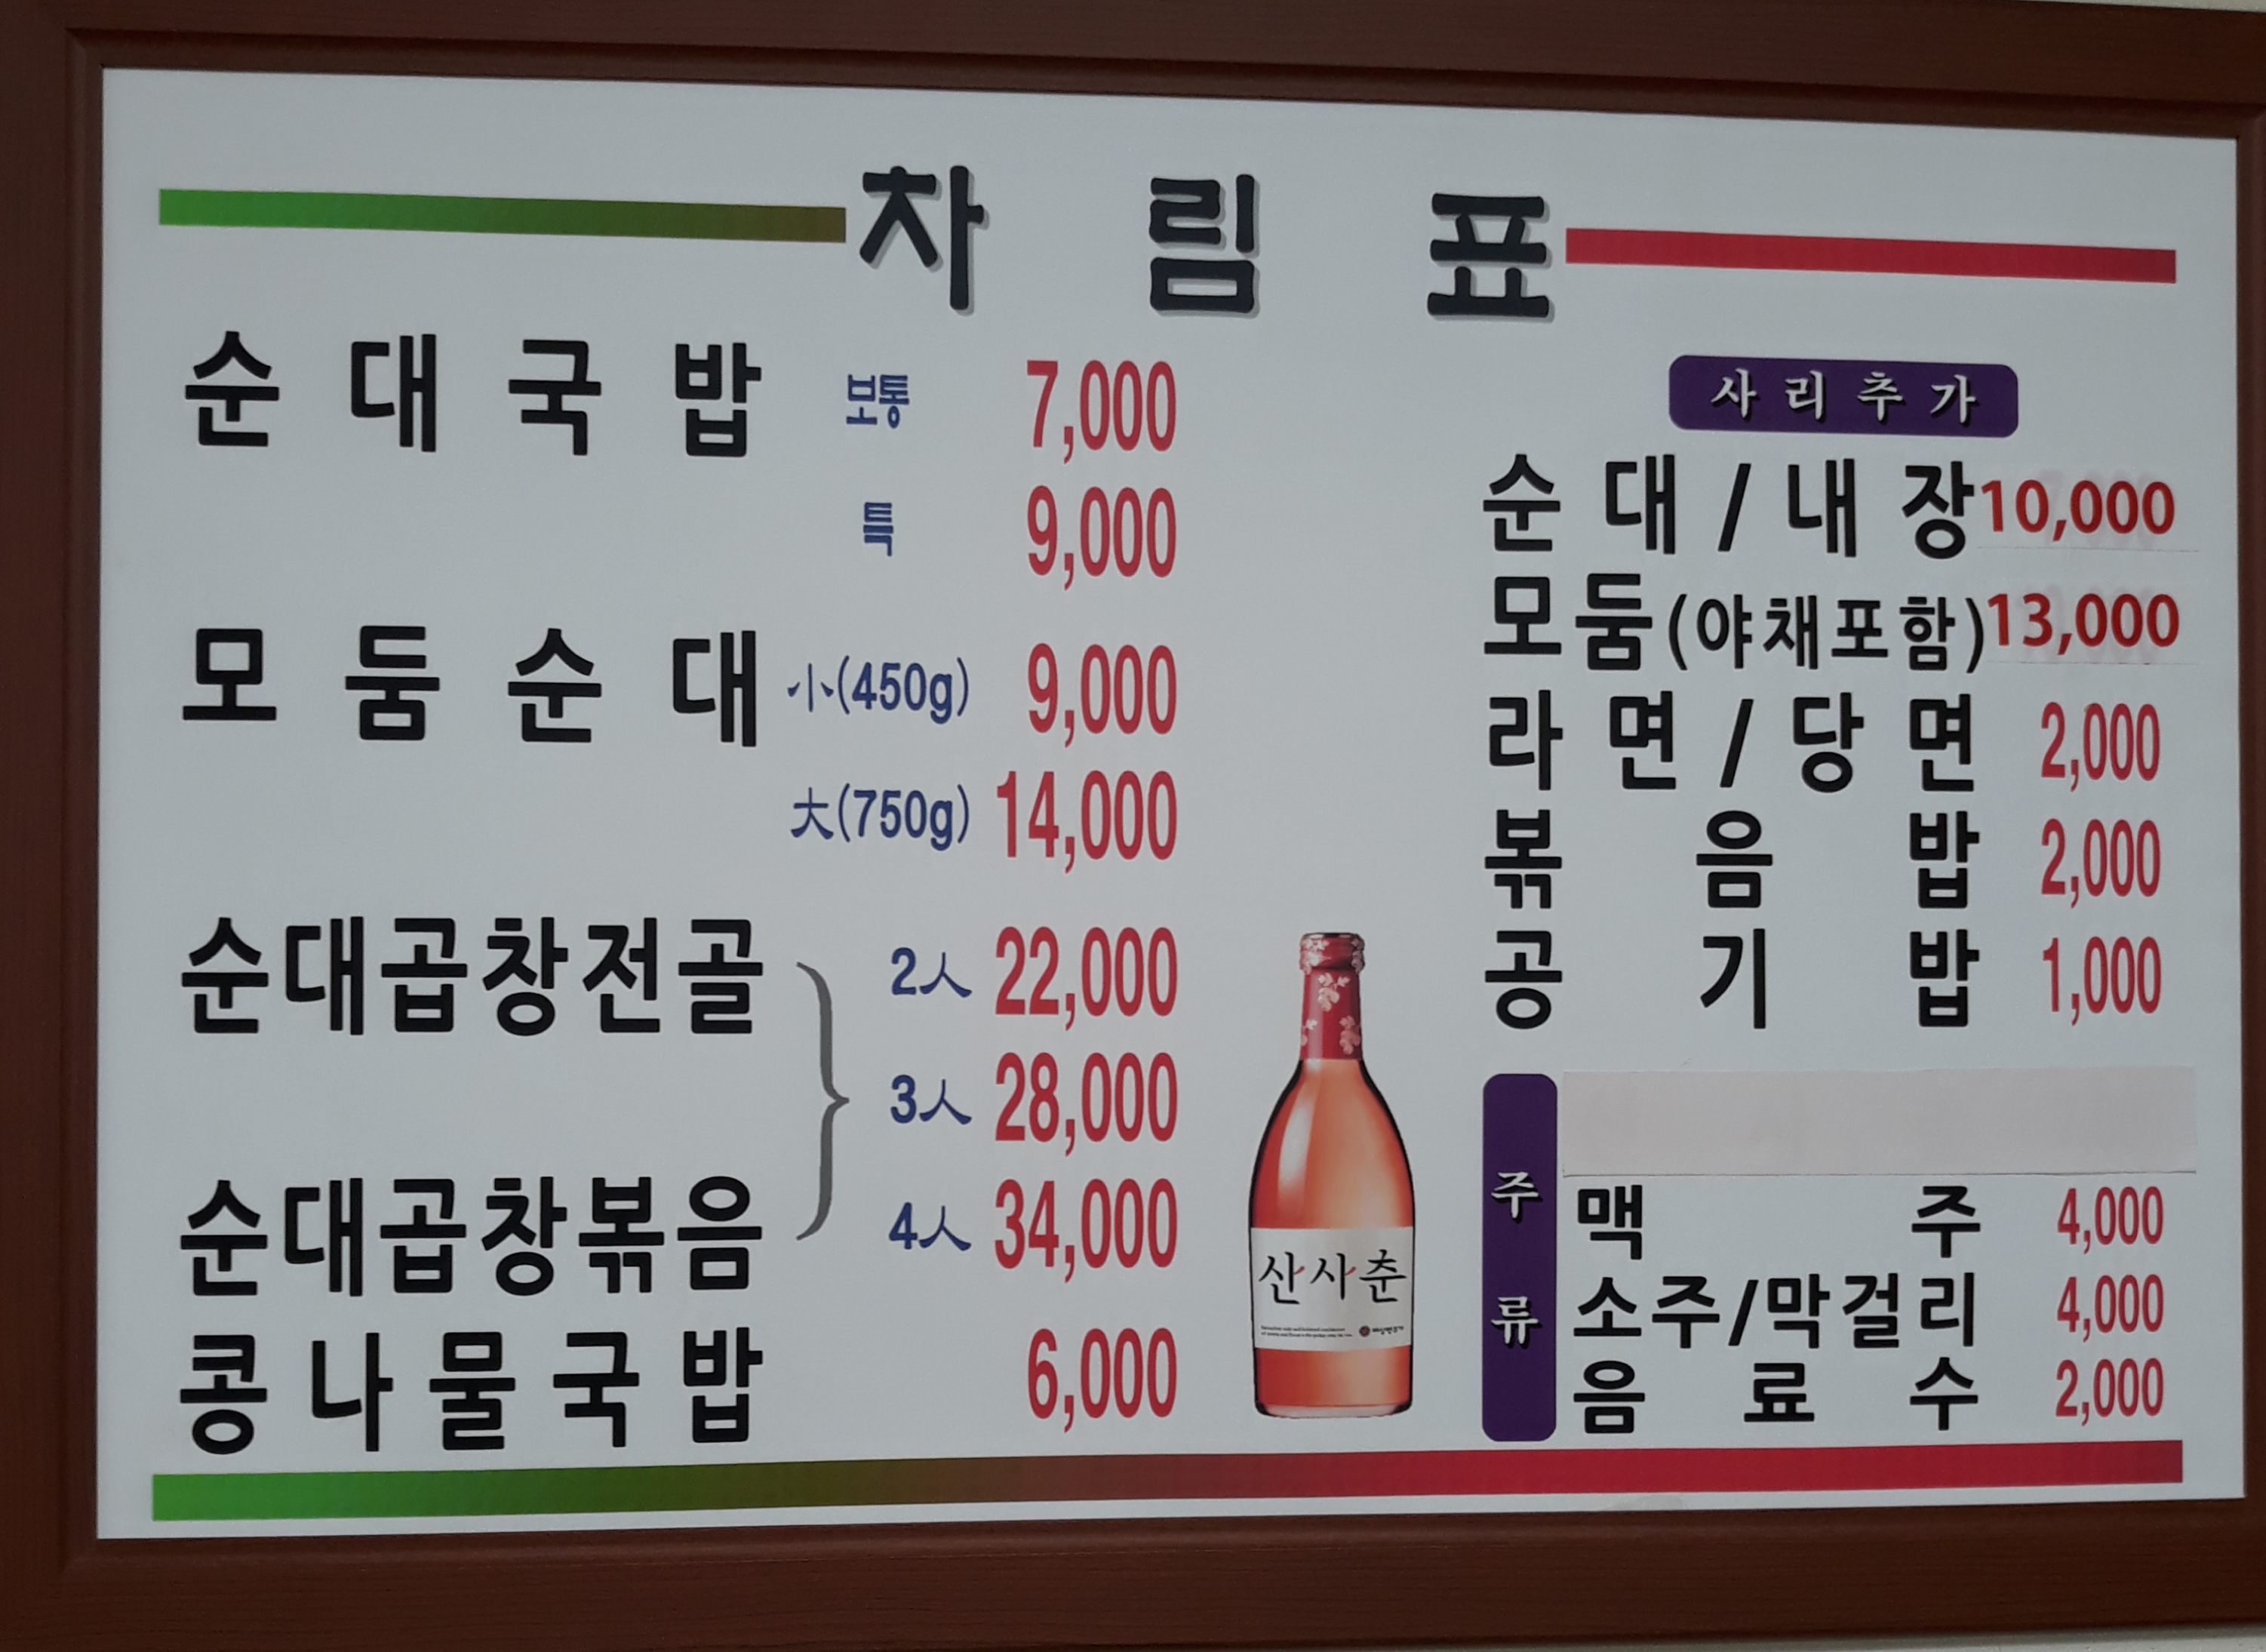 차림표
순대국밥 보통 7,000
특 9,000
모둠순대 小(450g) 9,000
大(750g) 14,000
순대곱창전골 2人 22,000
3人 28,000
순대곱창볶음 4人 34,000
콩나물국밥 6,000
산사춘
사리추가
순대/내장 10,000
모둠(야채포함) 13,000
라면/당면 2,000
볶음밥 2,000
공기밥 1,000
주류
맥주 4,000
소주/막걸리 4,000
음료수 2,000